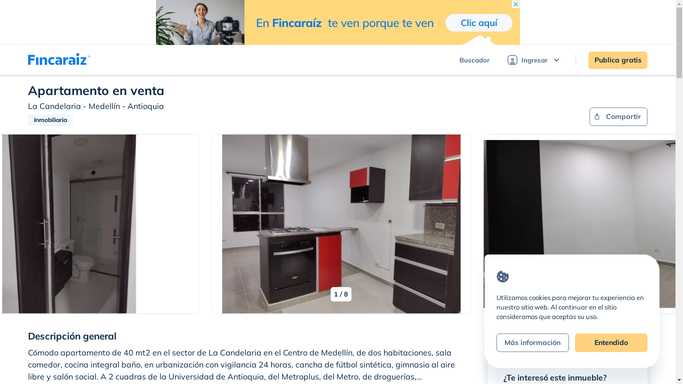 En Fincaraíz te ven porque te ven
Clic aquí
Fincaraiz
Buscador
Ingresar
Publica gratis
Apartamento en venta
La Candelaria - Medellín - Antioquia
Inmobiliaria
Compartir
1 / 8
Utilizamos cookies para mejorar tu experiencia en
nuestro sitio web. Al continuar en el sitio
consideramos que aceptas su uso.
Más información
Entendido
Descripción general
Cómodo apartamento de 40 mt2 en el sector de La Candelaria en el Centro de Medellín, de dos habitaciones, sala
comedor, cocina integral baño, en urbanización con vigilancia 24 horas, cancha de fútbol sintética, gimnasio al aire
libre y salón social. A 2 cuadras de la Universidad de Antioquia, del Metroplus, del Metro, de droguerías,...
¿Te interesó este inmueble?